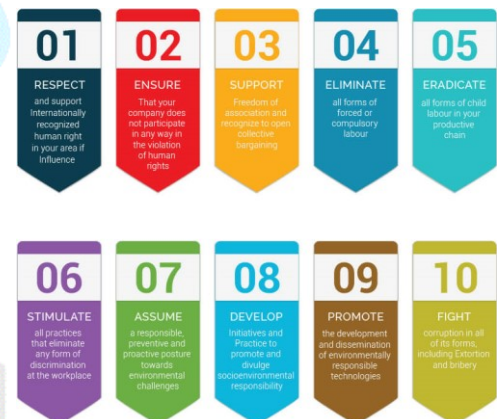 01
RESPECT
and support
Internationally
recognized
human right
in your area if
Influence
02
ENSURE
That your
company does
not participate
in any way in
the violation
of human
rights
03
SUPPORT
Freedom of
association and
recognize to open
collective
bargaining
04
ELIMINATE
all forms of
forced or
compulsory
labour
05
ERADICATE
all forms of child
labour in your
productive
chain
06
STIMULATE
all practices
that eliminate
any form of
discrimination
at the workplace
07
ASSUME
a responsible,
preventive and
proactive posture
towards
environmental
challenges
08
DEVELOP
Initiatives and
Practice to
promote and
divulge
socioenvironmental
responsibility
09
PROMOTE
the development
and dissemination
of environmentally
responsible
technologies
10
FIGHT
corruption in all
of its forms,
including Extortion
and bribery